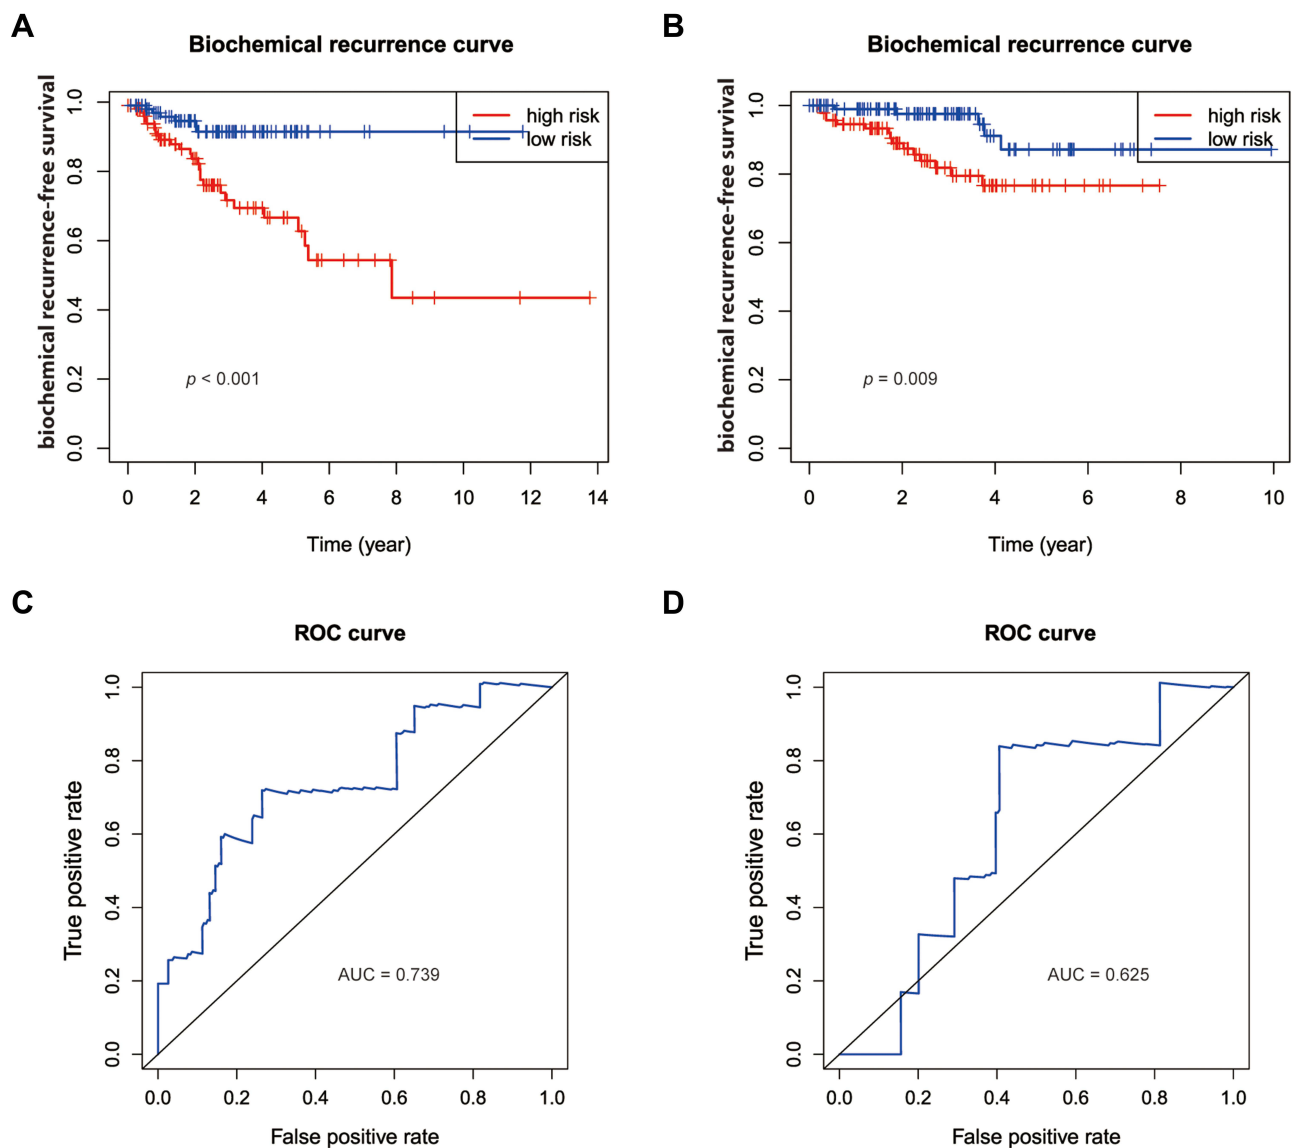 A
Biochemical recurrence curve
biochemical recurrence-free survival
1.0
0.8
0.6
0.4
0.2
0.0
high risk
low risk
p < 0.001
0 2 4 6 8 10 12 14
Time (year)
B
Biochemical recurrence curve
biochemical recurrence-free survival
1.0
0.8
0.6
0.4
0.2
0.0
high risk
low risk
p = 0.009
0 2 4 6 8 10
Time (year)
C
ROC curve
True positive rate
1.0
0.8
0.6
0.4
0.2
0.0
AUC = 0.739
0.0 0.2 0.4 0.6 0.8 1.0
False positive rate
D
ROC curve
True positive rate
1.0
0.8
0.6
0.4
0.2
0.0
AUC = 0.625
0.0 0.2 0.4 0.6 0.8 1.0
False positive rate